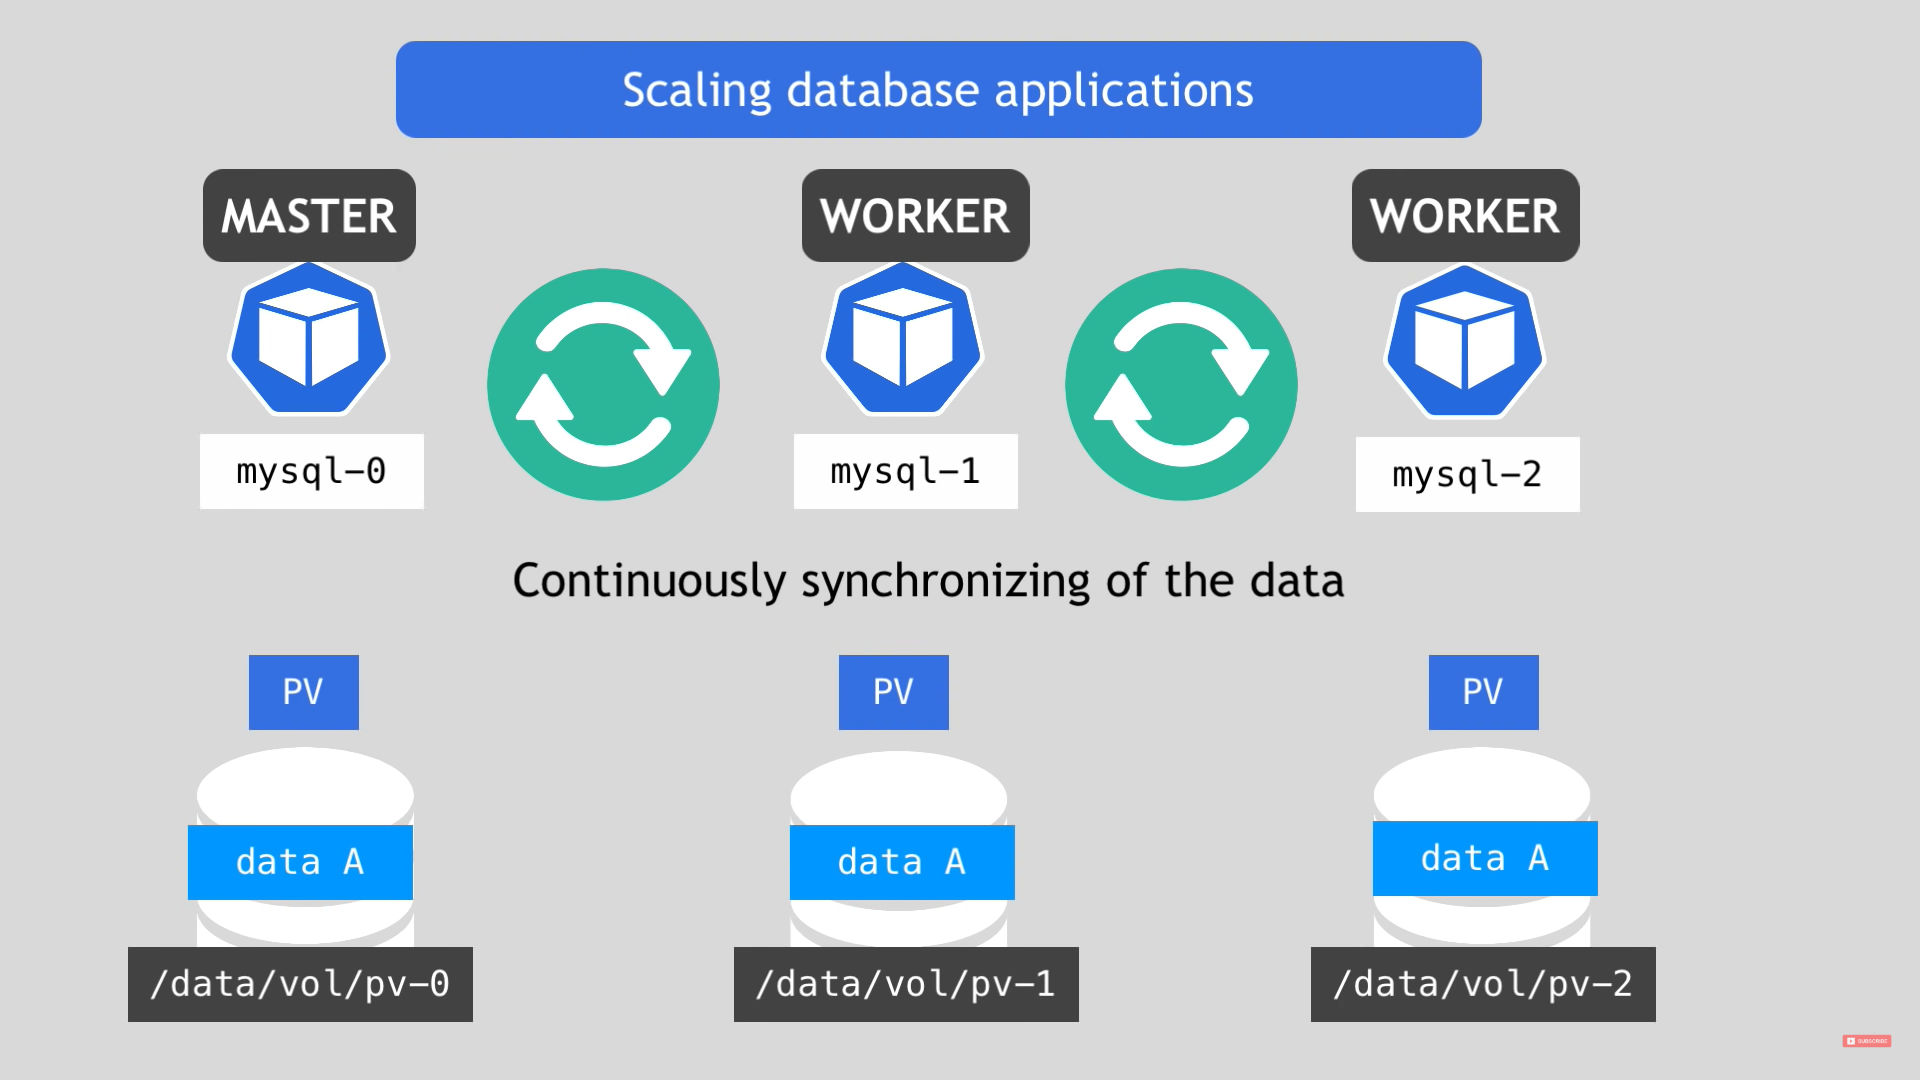 Scaling database applications
MASTER
WORKER
WORKER
mysql-0
mysql-1
mysql-2
Continuously synchronizing of the data
PV
PV
PV
data A
data A
data A
/data/vol/pv-0
/data/vol/pv-1
/data/vol/pv-2
SUBSCRIBE